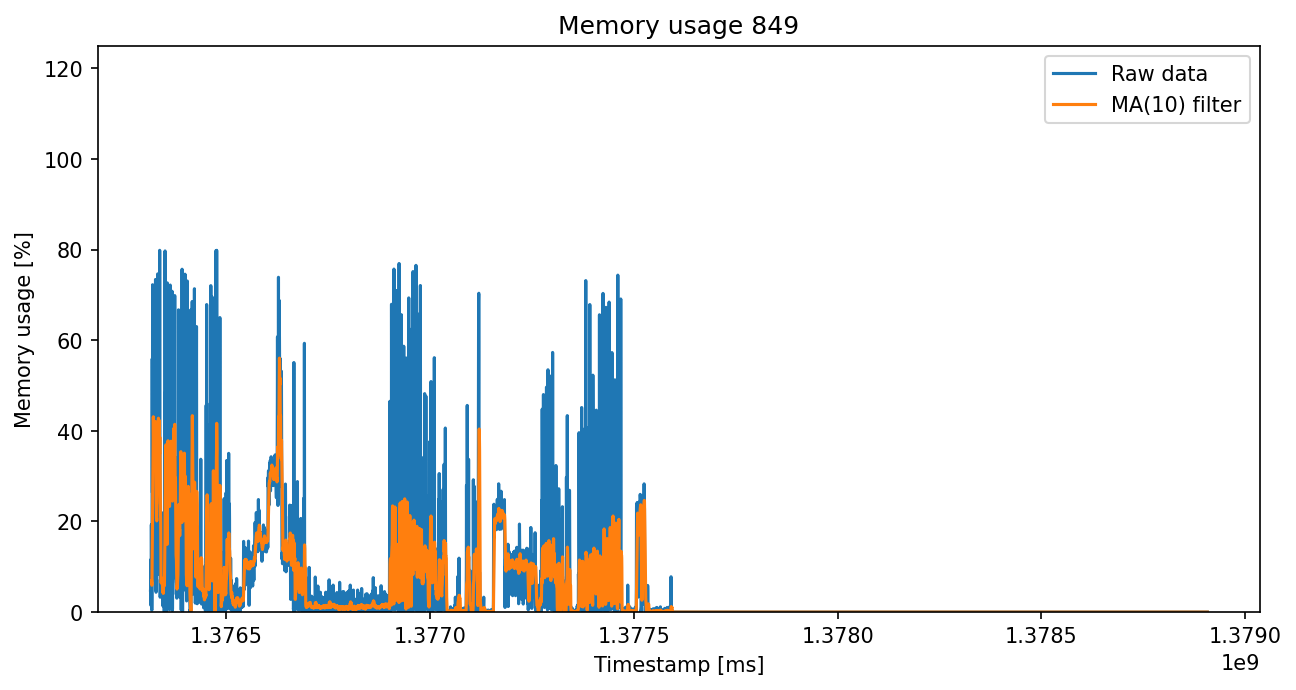 Memory usage 849
Raw data
MA(10) filter
Memory usage [%]
120
100
80
60
40
20
0
1.3765 1.3770 1.3775 1.3780 1.3785 1.3790
1e9
Timestamp [ms]